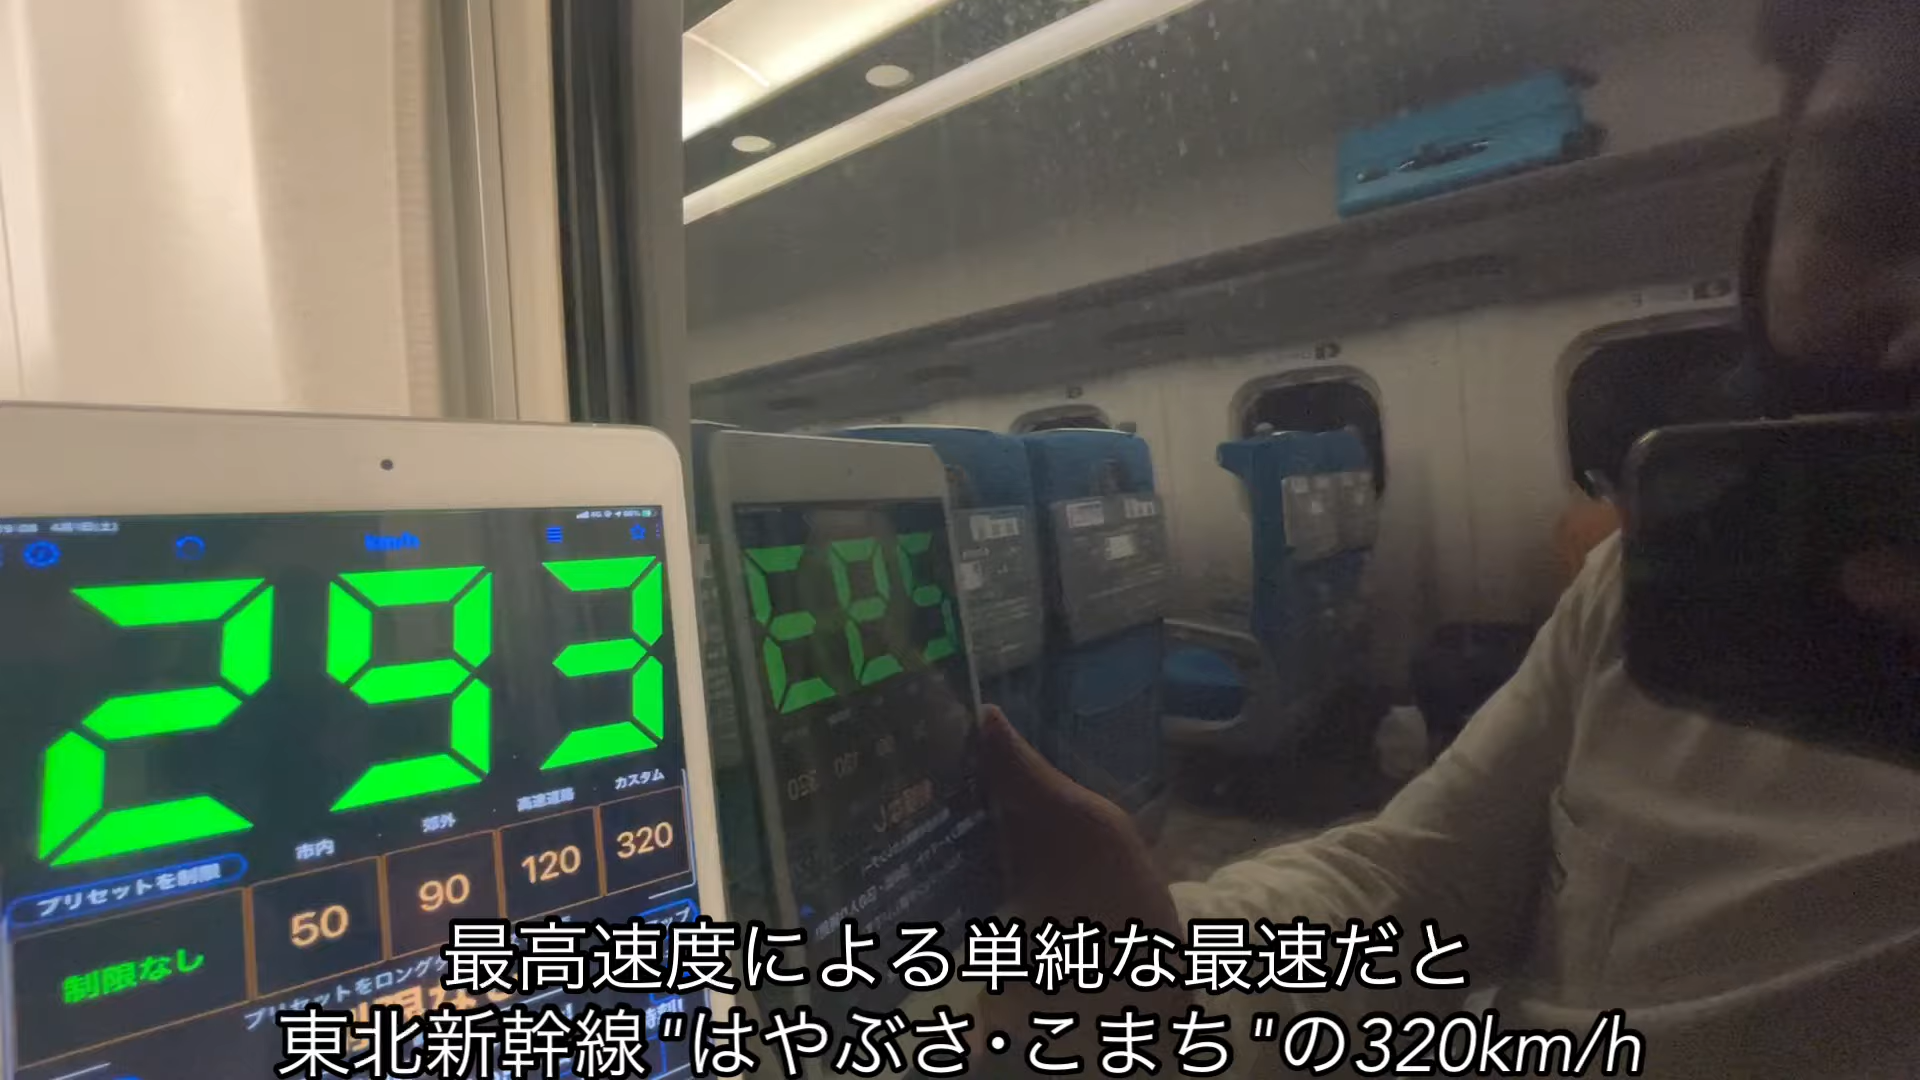 km/h
293
市内
郊外
高速道路
カスタム
プリセットを制限
制限なし
50
90
120
320
最高速度による単純な最速だと
東北新幹線"はやぶさ・こまち"の320km/h